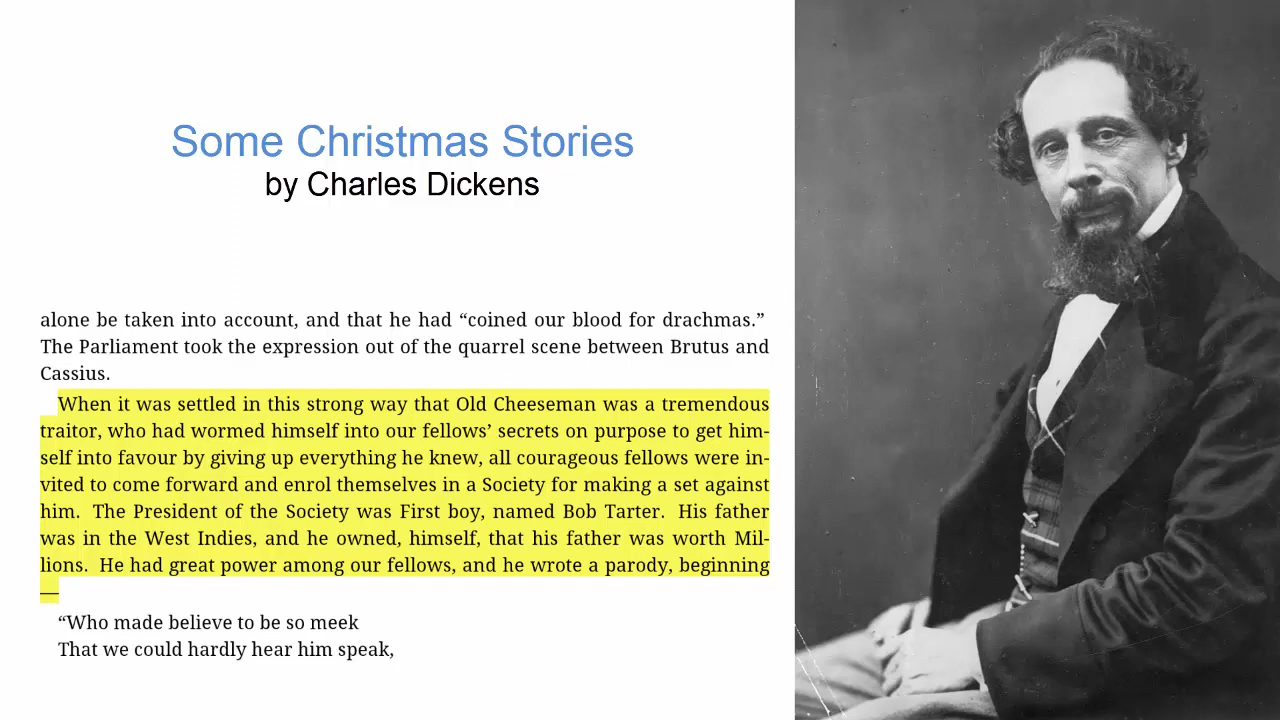 Some Christmas Stories
by Charles Dickens
alone be taken into account, and that he had “coined our blood for drachmas.”
The Parliament took the expression out of the quarrel scene between Brutus and
Cassius.
When it was settled in this strong way that Old Cheeseman was a tremendous
traitor, who had wormed himself into our fellows’ secrets on purpose to get him-
self into favour by giving up everything he knew, all courageous fellows were in-
vited to come forward and enrol themselves in a Society for making a set against
him.  The President of the Society was First boy, named Bob Tarter.  His father
was in the West Indies, and he owned, himself, that his father was worth Mil-
lions.  He had great power among our fellows, and he wrote a parody, beginning
—
“Who made believe to be so meek
That we could hardly hear him speak,